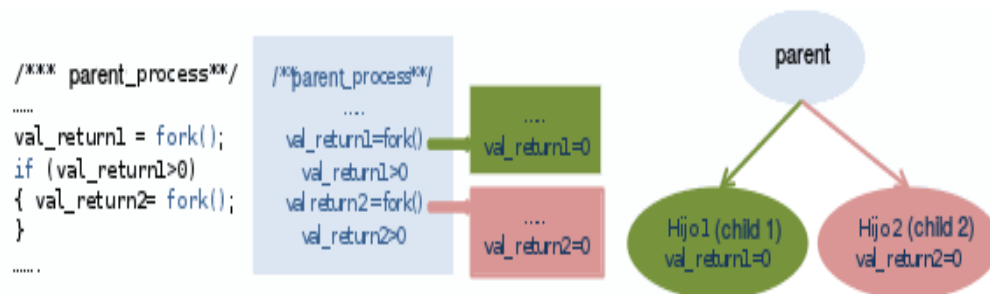 /*** parent_process**/
......
val_return1 = fork();
if (val_return1>0)
{ val_return2= fork();
}
.......
/**parent_process**/
....
val_return1=fork()
val_return1>0
val return2=fork()
val_return2>0
.....
val_return1=0
.....
val_return2=0
parent
Hijo1 (child 1)
val_return1=0
Hijo2 (child 2)
val_return2=0